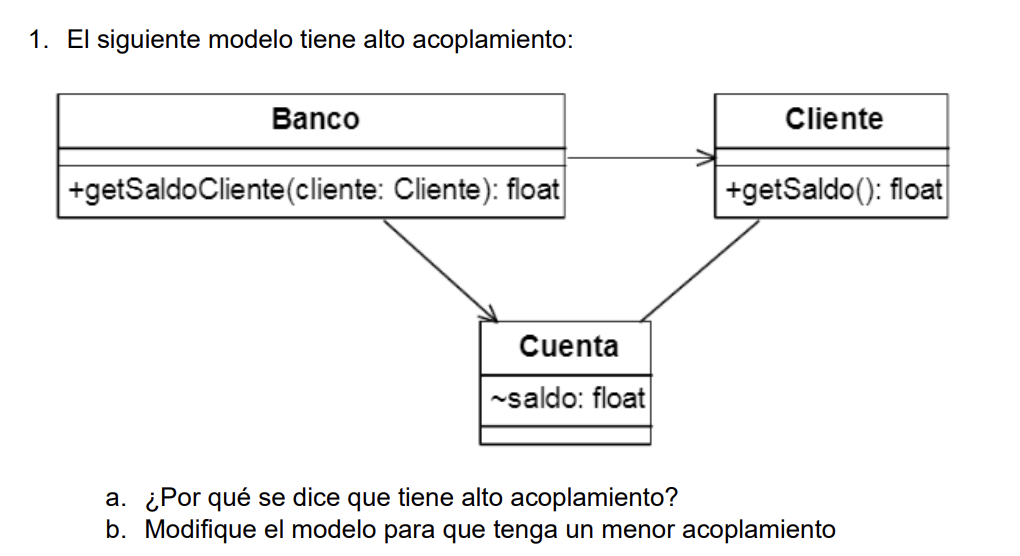 1. El siguiente modelo tiene alto acoplamiento:
Banco
+getSaldoCliente(cliente: Cliente): float
Cliente
+getSaldo(): float
Cuenta
~saldo: float
a. ¿Por qué se dice que tiene alto acoplamiento?
b. Modifique el modelo para que tenga un menor acoplamiento